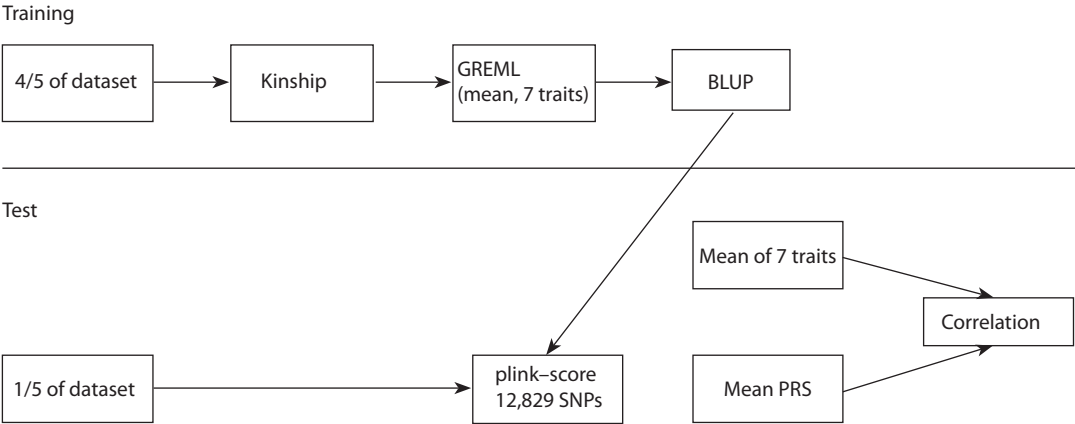 Training
4/5 of dataset
Kinship
GREML
(mean, 7 traits)
BLUP
Test
Mean of 7 traits
Correlation
1/5 of dataset
plink–score
12,829 SNPs
Mean PRS